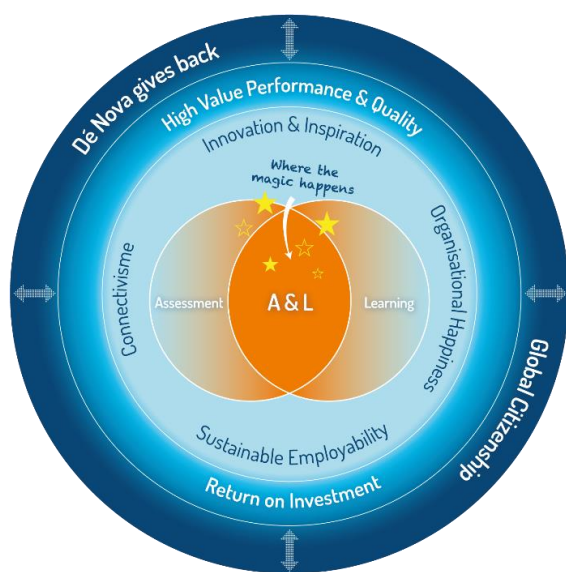 Dé Nova gives back
High Value Performance & Quality
Innovation & Inspiration
Where the
magic happens
Connectivisme
Organisational Happiness
Assessment
A & L
Learning
Sustainable Employability
Return on Investment
Global Citizenship